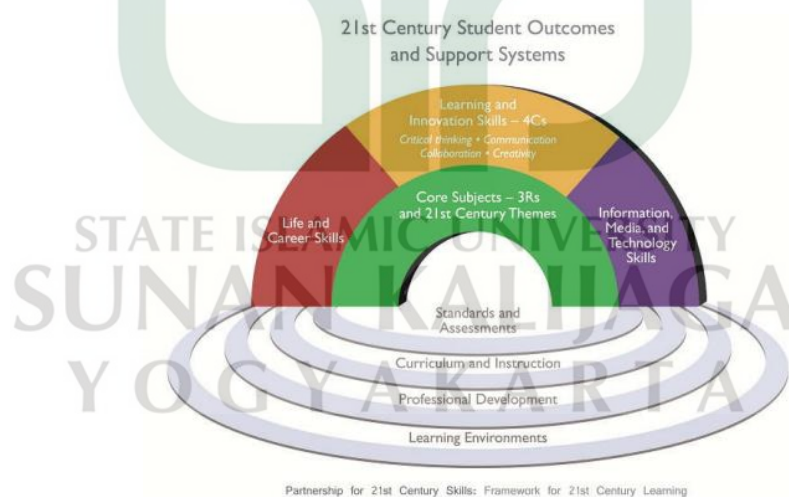 21st Century Student Outcomes
and Support Systems
Learning and
Innovation Skills – 4Cs
Critical thinking • Communication
Collaboration • Creativity
Core Subjects – 3Rs
and 21st Century Themes
Life and
Career Skills
Information,
Media, and
Technology
Skills
STATE ISLAMIC UNIVERSITY
SUNAN KALIJAGA
YOGYAKARTA
Standards and
Assessments
Curriculum and Instruction
Professional Development
Learning Environments
Partnership for 21st Century Skills: Framework for 21st Century Learning